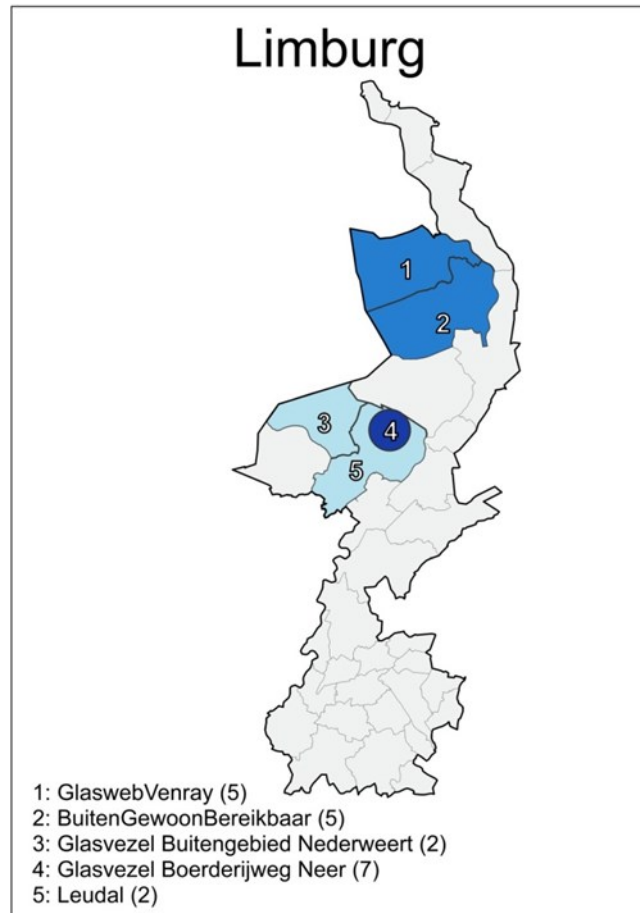 Limburg
1
2
3
4
5
1: GlaswebVenray (5)
2: BuitenGewoonBereikbaar (5)
3: Glasvezel Buitengebied Nederweert (2)
4: Glasvezel Boerderijweg Neer (7)
5: Leudal (2)